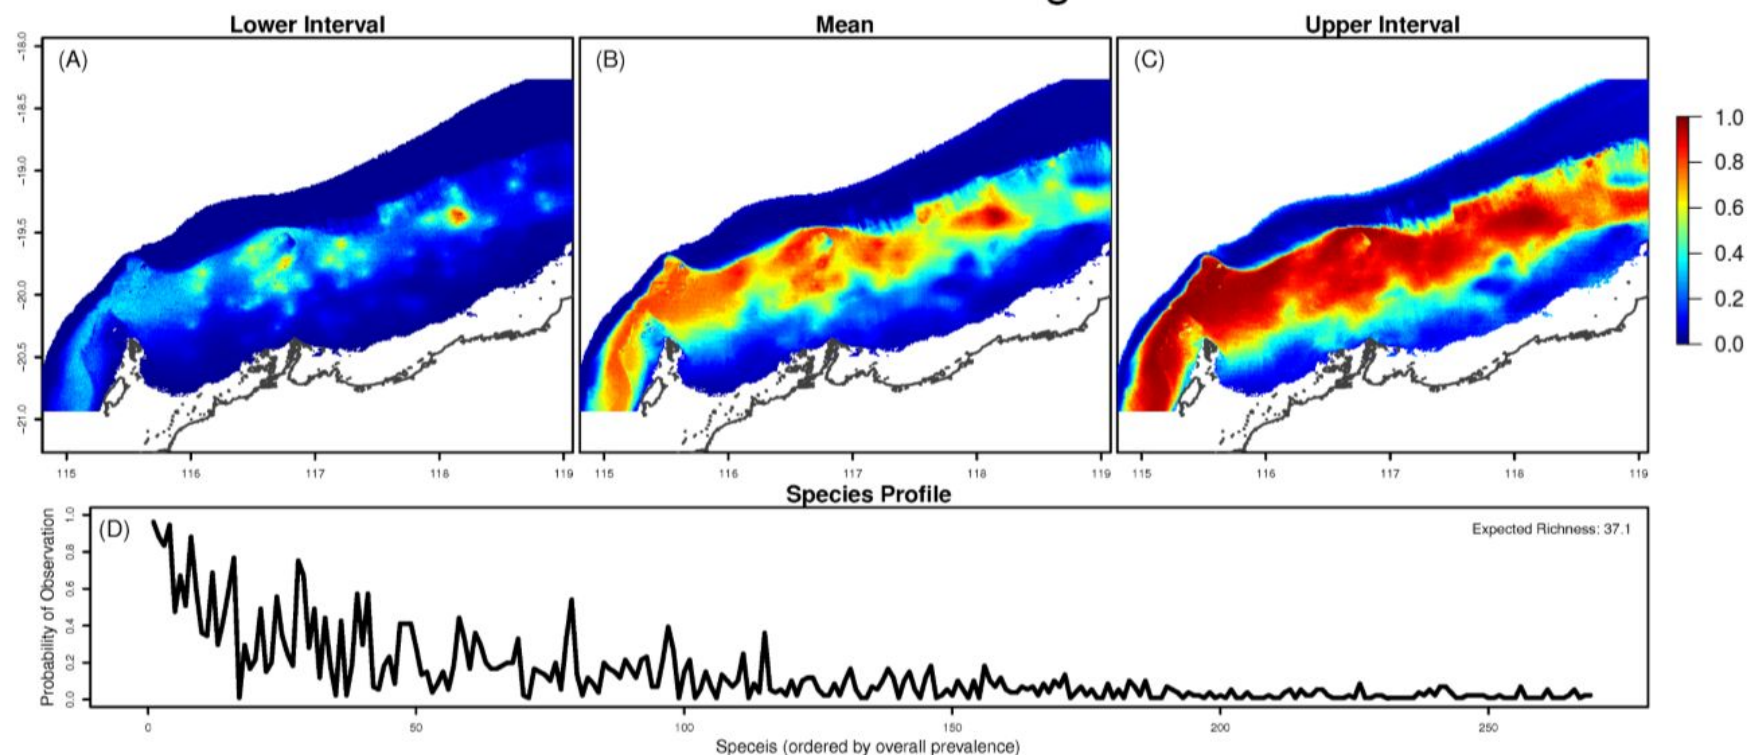 Lower Interval
Mean
Upper Interval
(A)
(B)
(C)
-18.0
-18.5
-19.0
-19.5
-20.0
-20.5
-21.0
115 116 117 118 119
115 116 117 118 119
115 116 117 118 119
1.0
0.8
0.6
0.4
0.2
0.0
Species Profile
(D)
Expected Richness: 37.1
Probability of Observation
1.0
0.8
0.6
0.4
0.2
0.0
0 50 100 150 200 250
Speceis (ordered by overall prevalence)